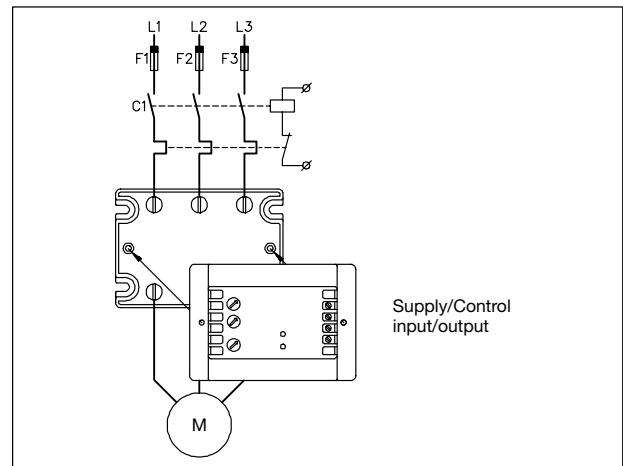 L1 L2 L3
F1 F2 F3
C1
Supply/Control
input/output
M